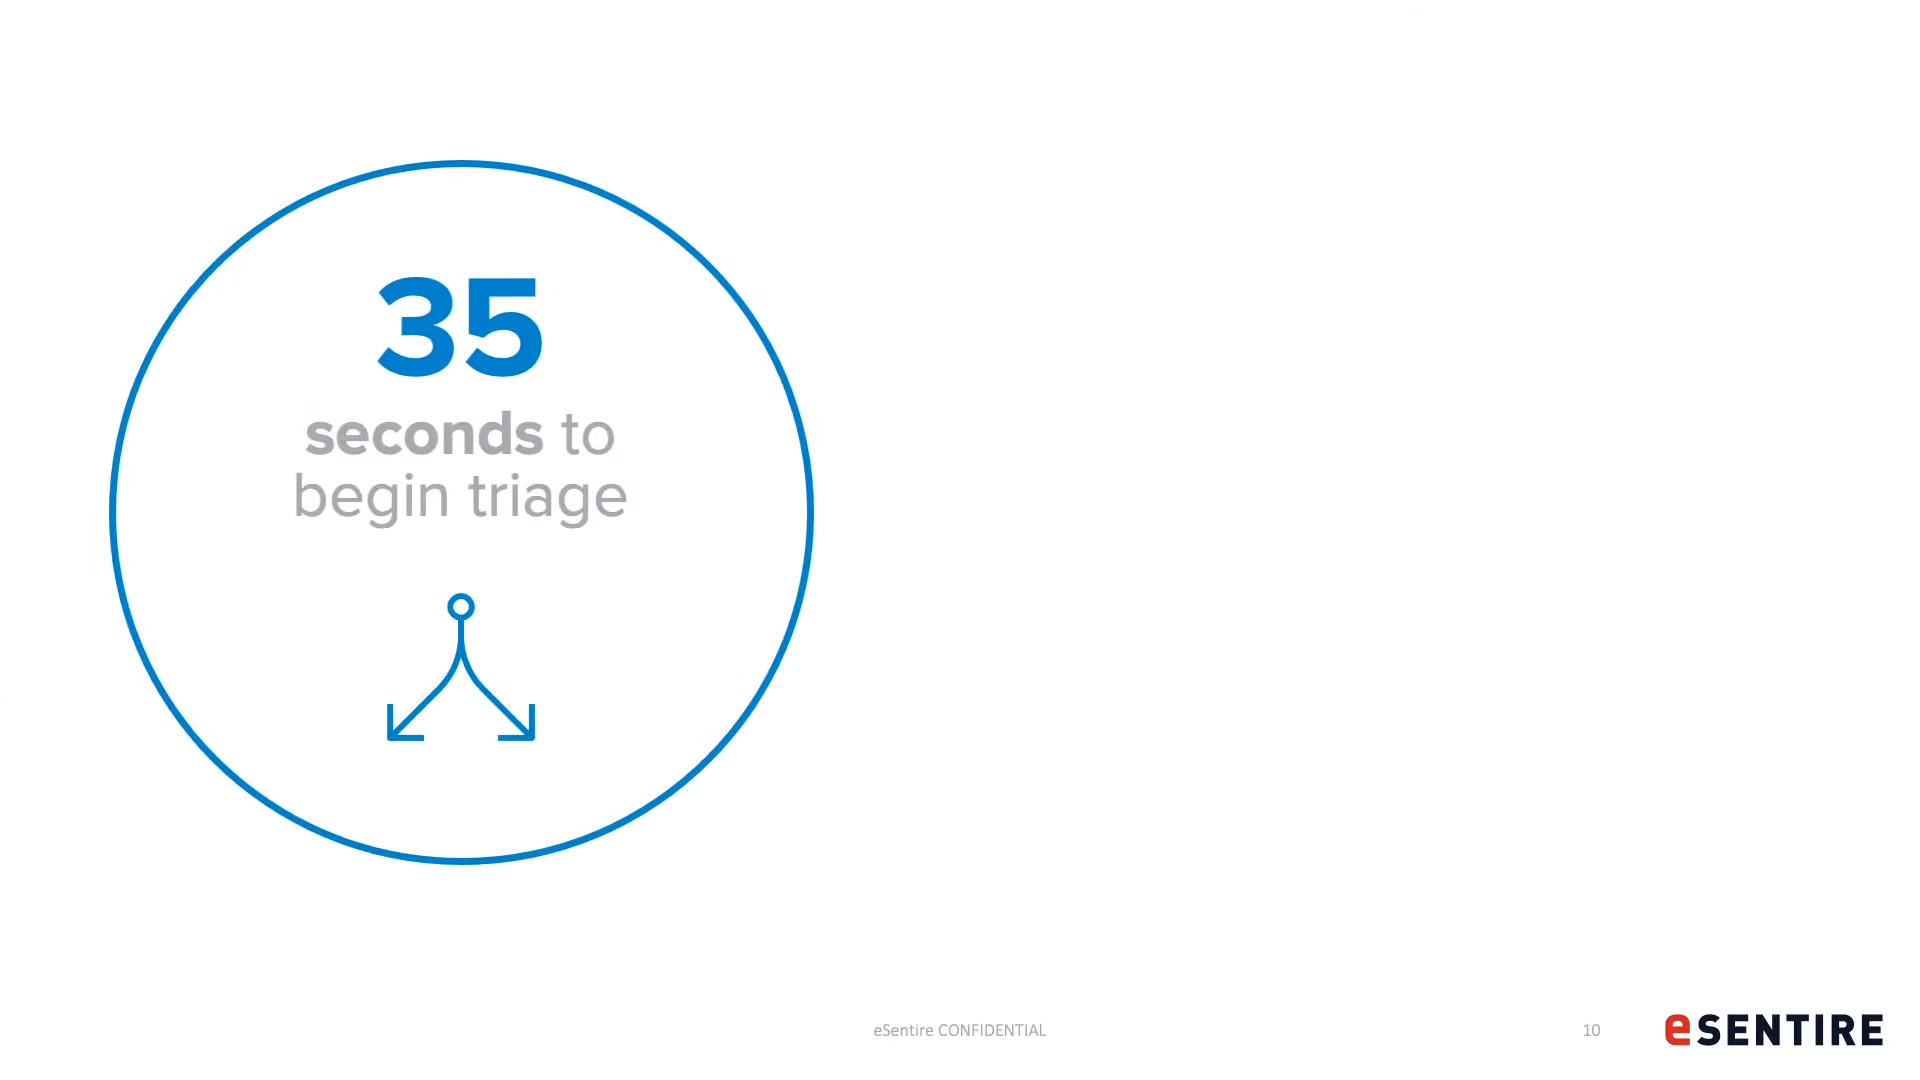 35
seconds to
begin triage
eSentire CONFIDENTIAL
10
eSENTIRE